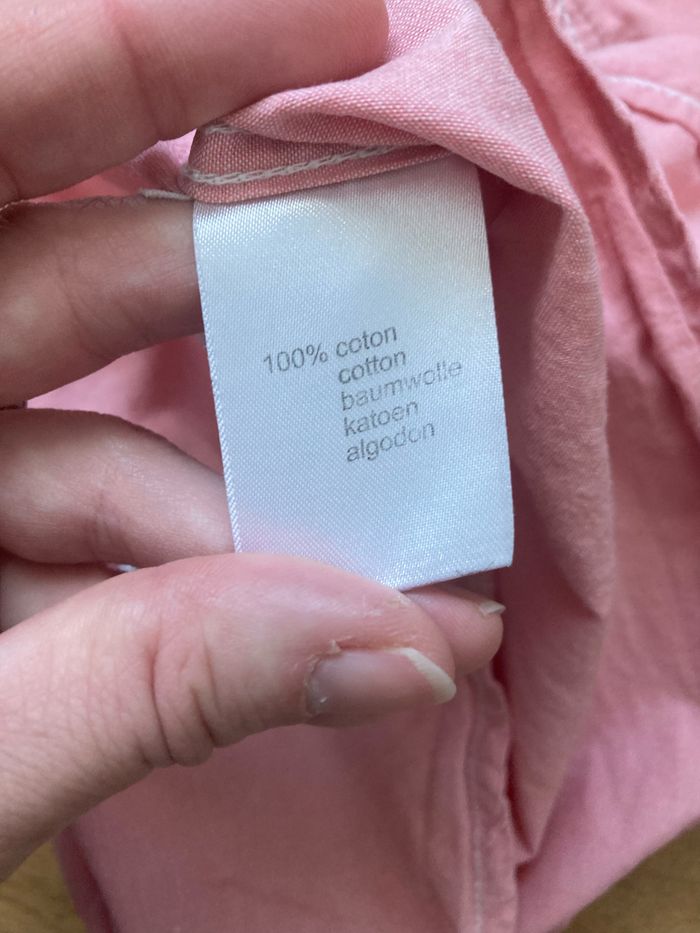 100% coton
cotton
baumwolle
katoen
algodon